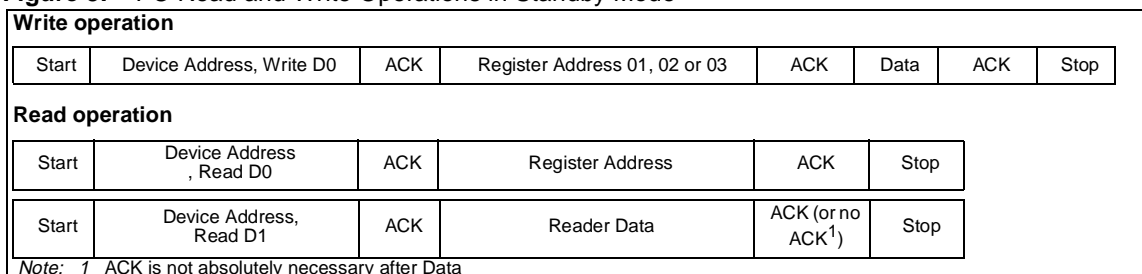 Write operation
Start Device Address, Write D0 ACK Register Address 01, 02 or 03 ACK Data ACK Stop
Read operation
Start Device Address , Read D0 ACK Register Address ACK Stop
Start Device Address, Read D1 ACK Reader Data ACK (or no ACK1) Stop
Note: 1 ACK is not absolutely necessary after Data